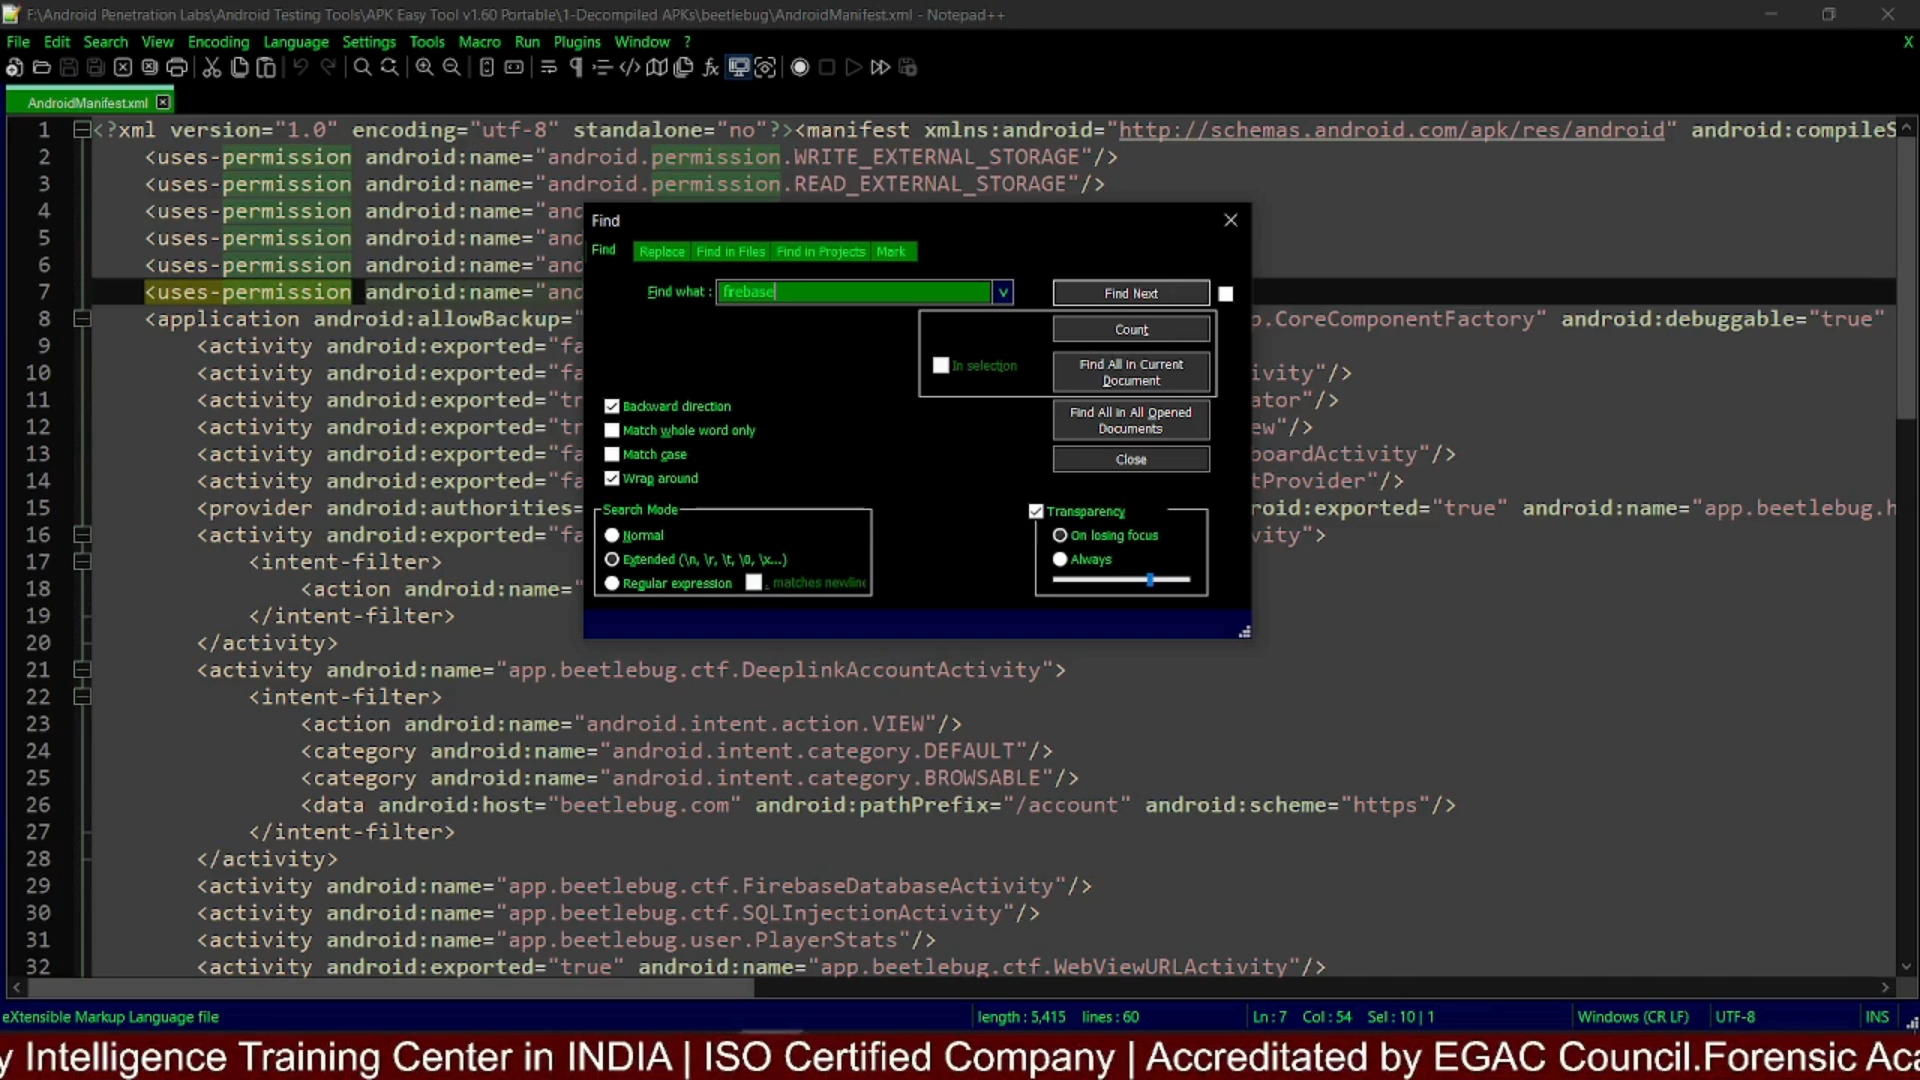 F:\Android Penetration Labs\Android Testing Tools\APK Easy Tool v1.60 Portable\1-Decompiled APKs\beetlebug\AndroidManifest.xml - Notepad++
File Edit Search View Encoding Language Settings Tools Macro Run Plugins Window ? X
AndroidManifest.xml
1 <?xml version="1.0" encoding="utf-8" standalone="no"?><manifest xmlns:android="http://schemas.android.com/apk/res/android" android:compileS
2 <uses-permission android:name="android.permission.WRITE_EXTERNAL_STORAGE"/>
3 <uses-permission android:name="android.permission.READ_EXTERNAL_STORAGE"/>
4 <uses-permission android:name="and
5 <uses-permission android:name="and
6 <uses-permission android:name="and
7 <uses-permission android:name="and
8 <application android:allowBackup=" p.CoreComponentFactory" android:debuggable="true"
9 <activity android:exported="fa
10 <activity android:exported="fa ivity"/>
11 <activity android:exported="tr ator"/>
12 <activity android:exported="tr ew"/>
13 <activity android:exported="fa boardActivity"/>
14 <activity android:exported="fa tProvider"/>
15 <provider android:authorities= roid:exported="true" android:name="app.beetlebug.h
16 <activity android:exported="fa vity">
17 <intent-filter>
18 <action android:name="
19 </intent-filter>
20 </activity>
21 <activity android:name="app.beetlebug.ctf.DeeplinkAccountActivity">
22 <intent-filter>
23 <action android:name="android.intent.action.VIEW"/>
24 <category android:name="android.intent.category.DEFAULT"/>
25 <category android:name="android.intent.category.BROWSABLE"/>
26 <data android:host="beetlebug.com" android:pathPrefix="/account" android:scheme="https"/>
27 </intent-filter>
28 </activity>
29 <activity android:name="app.beetlebug.ctf.FirebaseDatabaseActivity"/>
30 <activity android:name="app.beetlebug.ctf.SQLInjectionActivity"/>
31 <activity android:name="app.beetlebug.user.PlayerStats"/>
32 <activity android:exported="true" android:name="app.beetlebug.ctf.WebViewURLActivity"/>
Find
Find Replace Find in Files Find in Projects Mark
Find what : frebase
Find Next
Count
In selection
Find All in Current Document
Find All in All Opened Documents
Close
Backward direction
Match whole word only
Match case
Wrap around
Search Mode
Normal
Extended (\n, \r, \t, \0, \x...)
Regular expression . matches newline
Transparency
On losing focus
Always
eXtensible Markup Language file length : 5,415 lines : 60 Ln : 7 Col : 54 Sel : 10 | 1 Windows (CR LF) UTF-8 INS
y Intelligence Training Center in INDIA | ISO Certified Company | Accreditated by EGAC Council.Forensic Aca